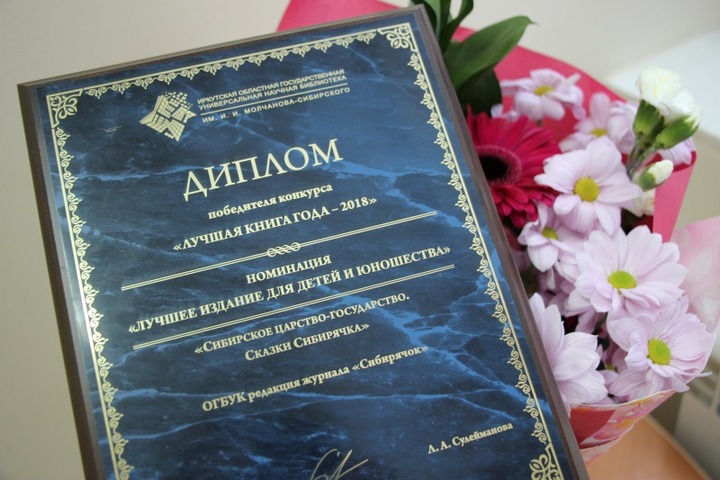 ИРКУТСКАЯ ОБЛАСТНАЯ ГОСУДАРСТВЕННАЯ
УНИВЕРСАЛЬНАЯ НАУЧНАЯ БИБЛИОТЕКА
ИМ. И. И. МОЛЧАНОВА-СИБИРСКОГО
ДИПЛОМ
победителя конкурса
«ЛУЧШАЯ КНИГА ГОДА – 2018»
НОМИНАЦИЯ
«ЛУЧШЕЕ ИЗДАНИЕ ДЛЯ ДЕТЕЙ И ЮНОШЕСТВА»
«СИБИРСКОЕ ЦАРСТВО-ГОСУДАРСТВО.
СКАЗКИ СИБИРЯЧКА»
ОГБУК редакция журнала «Сибирячок»
Л. А. Сулейманова